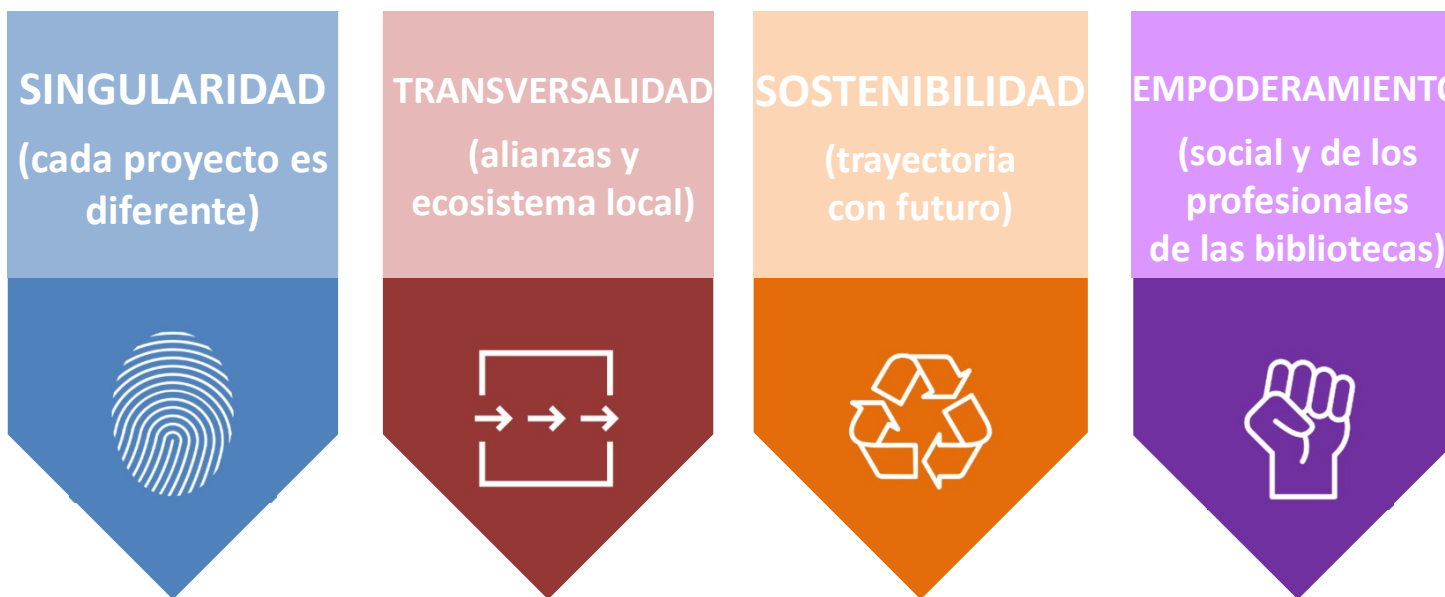 SINGULARIDAD
(cada proyecto es
diferente)
TRANSVERSALIDAD
(alianzas y
ecosistema local)
SOSTENIBILIDAD
(trayectoria
con futuro)
EMPODERAMIENTO
(social y de los
profesionales
de las bibliotecas)